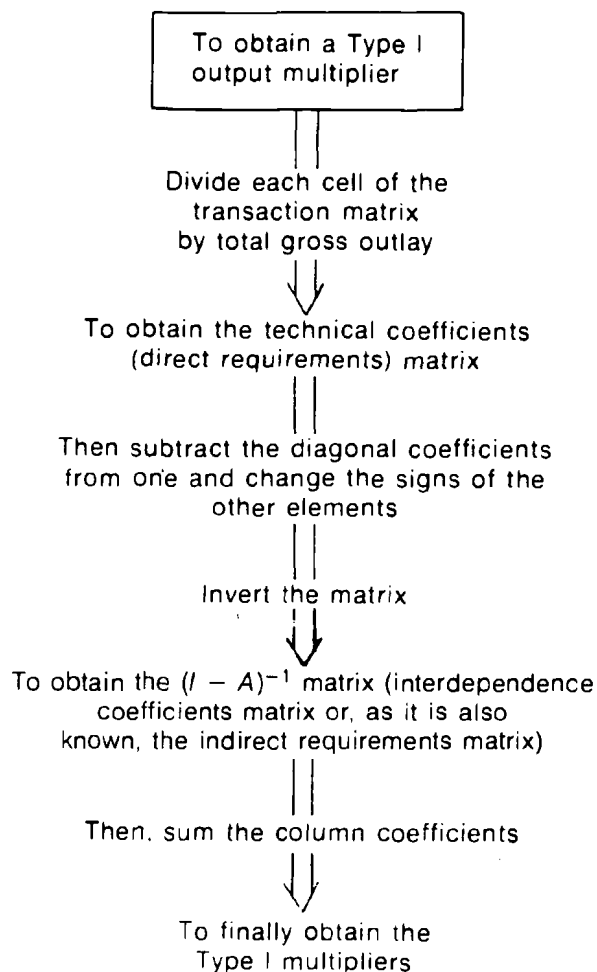 To obtain a Type I
output multiplier
Divide each cell of the
transaction matrix
by total gross outlay
To obtain the technical coefficients
(direct requirements) matrix
Then subtract the diagonal coefficients
from one and change the signs of the
other elements
Invert the matrix
To obtain the (I − A)⁻¹ matrix (interdependence
coefficients matrix or, as it is also
known, the indirect requirements matrix)
Then, sum the column coefficients
To finally obtain the
Type I multipliers